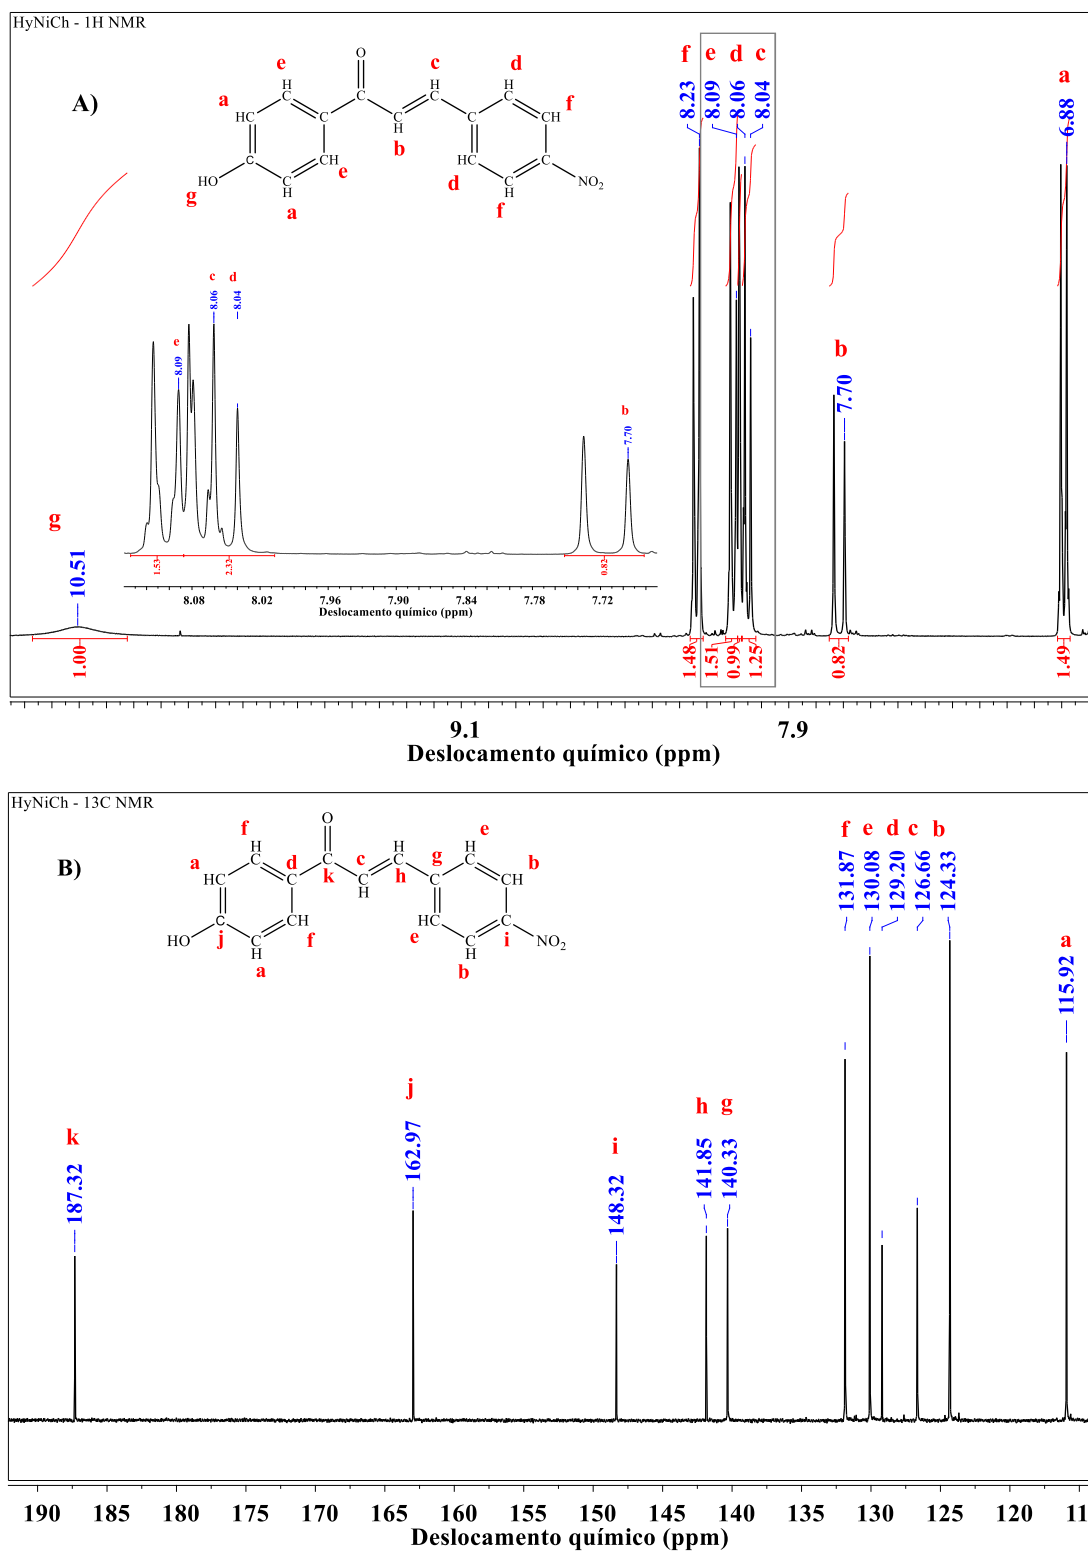 HyNiCh - 1H NMR
A)
O
e H H c H d
a HC C C C HC CH f
C CH C H HC C
HO g C H e b d C H NO2
a f
f e d c a
8.23 8.09 8.06 8.04 6.88
c d
8.06 8.04
e
8.09
b
7.70
b
7.70
g
10.51
1.53 2.32 0.82
8.08 8.02 7.96 7.90 7.84 7.78 7.72
Deslocamento químico (ppm)
1.00 1.48 1.51 0.99 1.25 0.82 1.49
9.1 7.9
Deslocamento químico (ppm)
HyNiCh - 13C NMR
B)
O
f H d k c h g e H b
a HC C C C H HC CH
C j CH f HC e C i
HO C H C H NO2
a b
f e d c b a
131.87 130.08 129.20 126.66 124.33 115.92
k j i h g
187.32 162.97 148.32 141.85 140.33
190 185 180 175 170 165 160 155 150 145 140 135 130 125 120 11
Deslocamento químico (ppm)